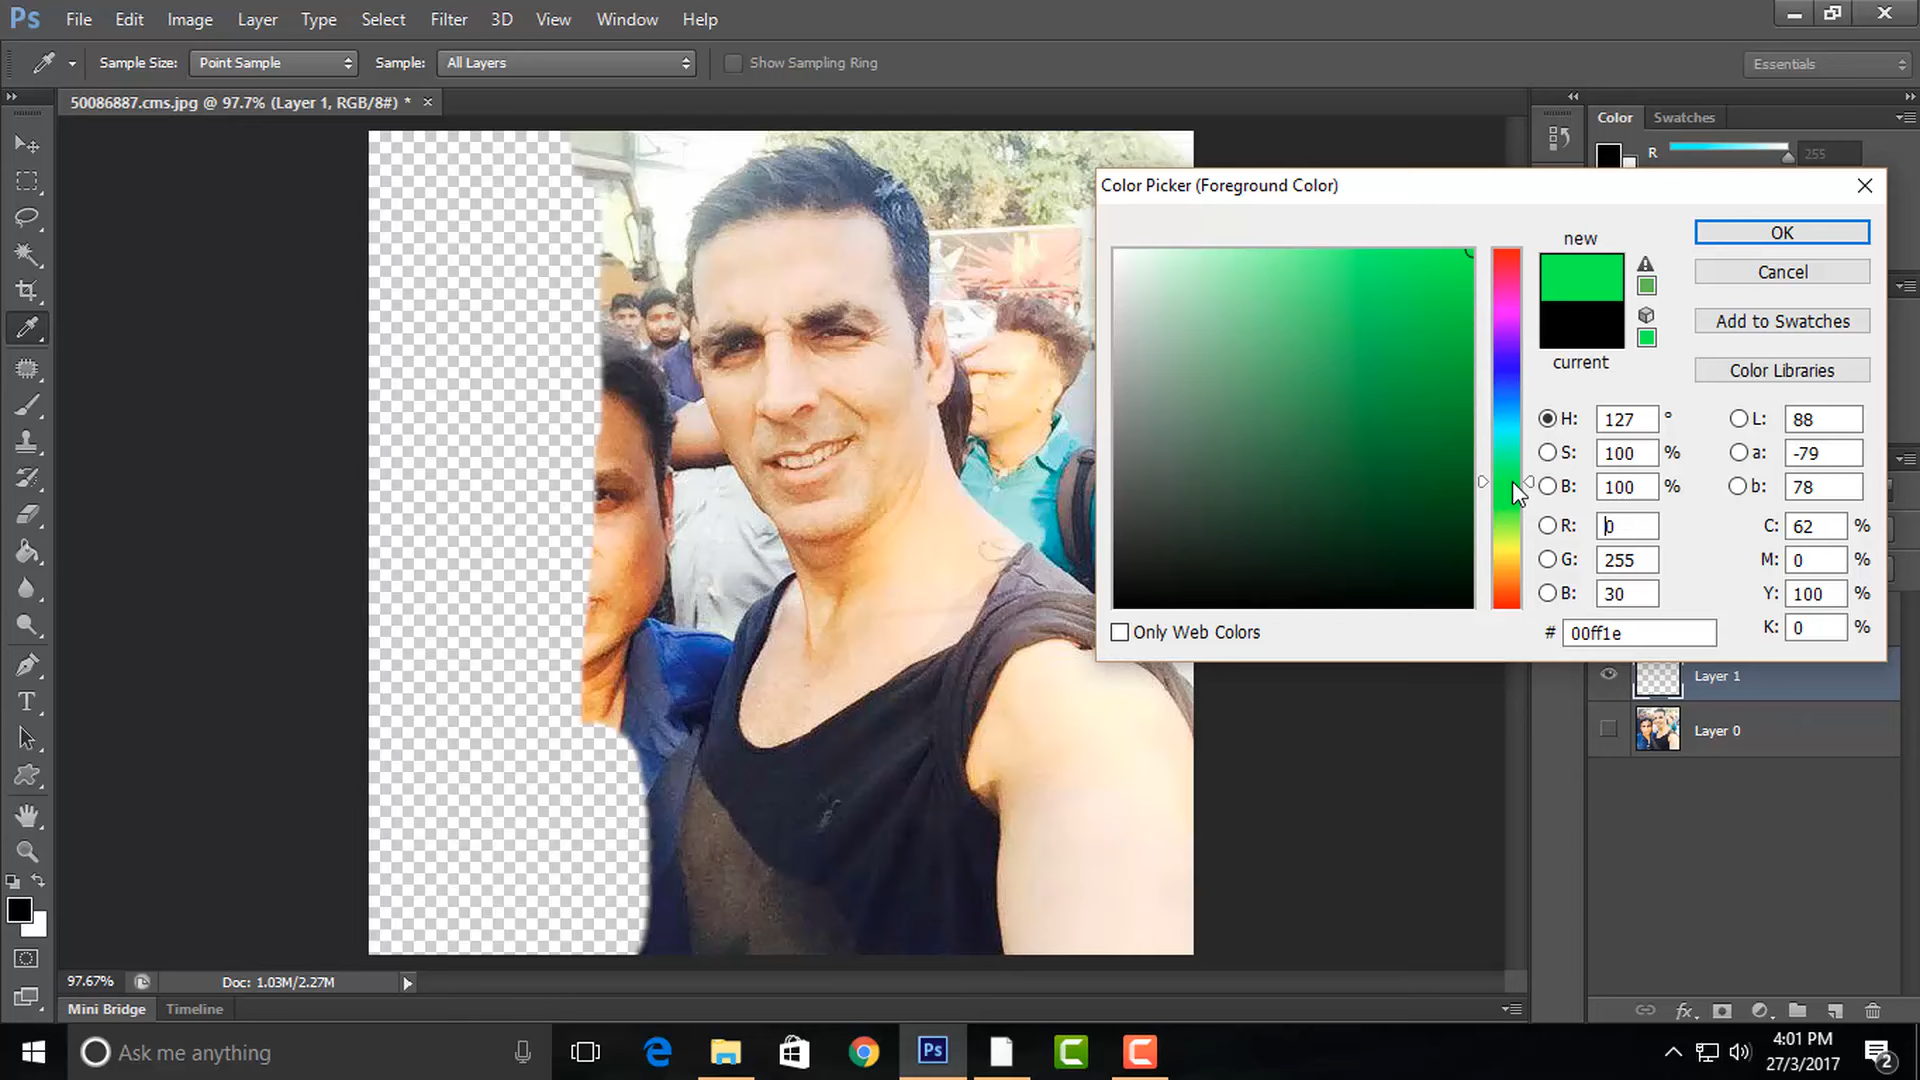 Ps File Edit Image Layer Type Select Filter 3D View Window Help
Sample Size: Point Sample Sample: All Layers Show Sampling Ring Essentials
50086887.cms.jpg @ 97.7% (Layer 1, RGB/8#) *
Color Swatches
R 255
Color Picker (Foreground Color)
new
OK
Cancel
Add to Swatches
current
Color Libraries
H: 127 ° L: 88
S: 100 % a: -79
B: 100 % b: 78
R: 0 C: 62 %
G: 255 M: 0 %
B: 30 Y: 100 %
Only Web Colors # 00ff1e K: 0 %
Layer 1
Layer 0
97.67% Doc: 1.03M/2.27M
Mini Bridge Timeline
fx
Ask me anything
Ps
4:01 PM
27/3/2017
2